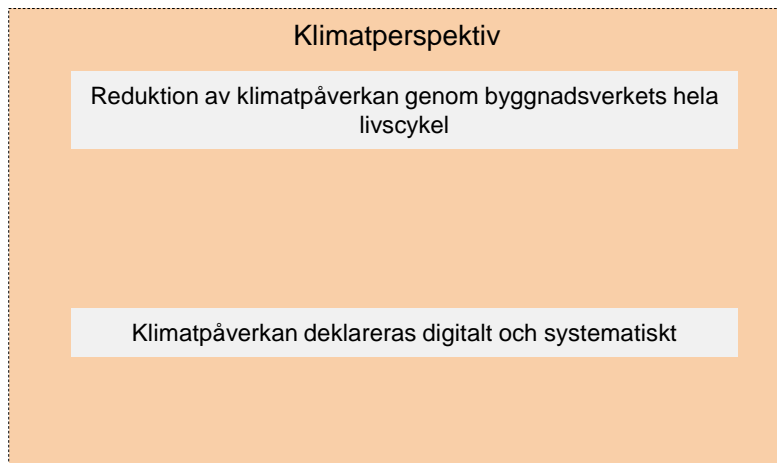 Klimatperspektiv
Reduktion av klimatpåverkan genom byggnadsverkets hela
livscykel
Klimatpåverkan deklareras digitalt och systematiskt